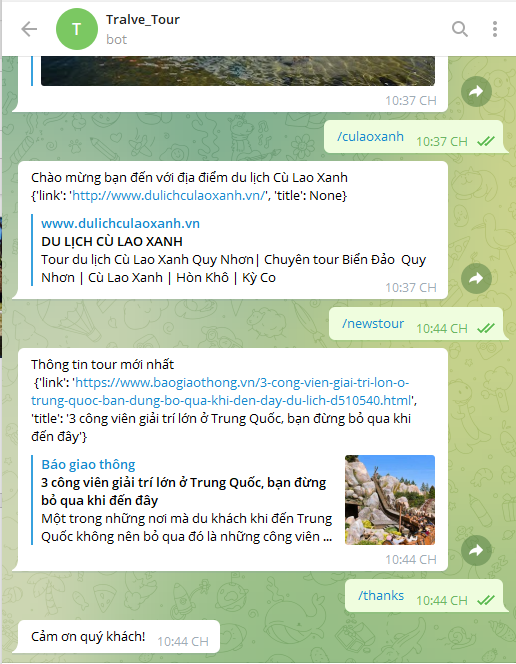 T
Tralve_Tour
bot
10:37 CH
/culaoxanh 10:37 CH
Chào mừng bạn đến với địa điểm du lịch Cù Lao Xanh
{'link': 'http://www.dulichculaoxanh.vn/', 'title': None}
www.dulichculaoxanh.vn
DU LỊCH CÙ LAO XANH
Tour du lịch Cù Lao Xanh Quy Nhơn| Chuyên tour Biển Đảo Quy
Nhơn | Cù Lao Xanh | Hòn Khô | Kỳ Co
10:37 CH
/newstour 10:44 CH
Thông tin tour mới nhất
{'link': 'https://www.baogiaothong.vn/3-cong-vien-giai-tri-lon-o-
trung-quoc-ban-dung-bo-qua-khi-den-day-du-lich-d510540.html',
'title': '3 công viên giải trí lớn ở Trung Quốc, bạn đừng bỏ qua khi
đến đây'}
Báo giao thông
3 công viên giải trí lớn ở Trung Quốc, bạn đừng
bỏ qua khi đến đây
Một trong những nơi mà du khách khi đến Trung
Quốc không nên bỏ qua đó là những công viên ...
10:44 CH
/thanks 10:44 CH
Cảm ơn quý khách! 10:44 CH